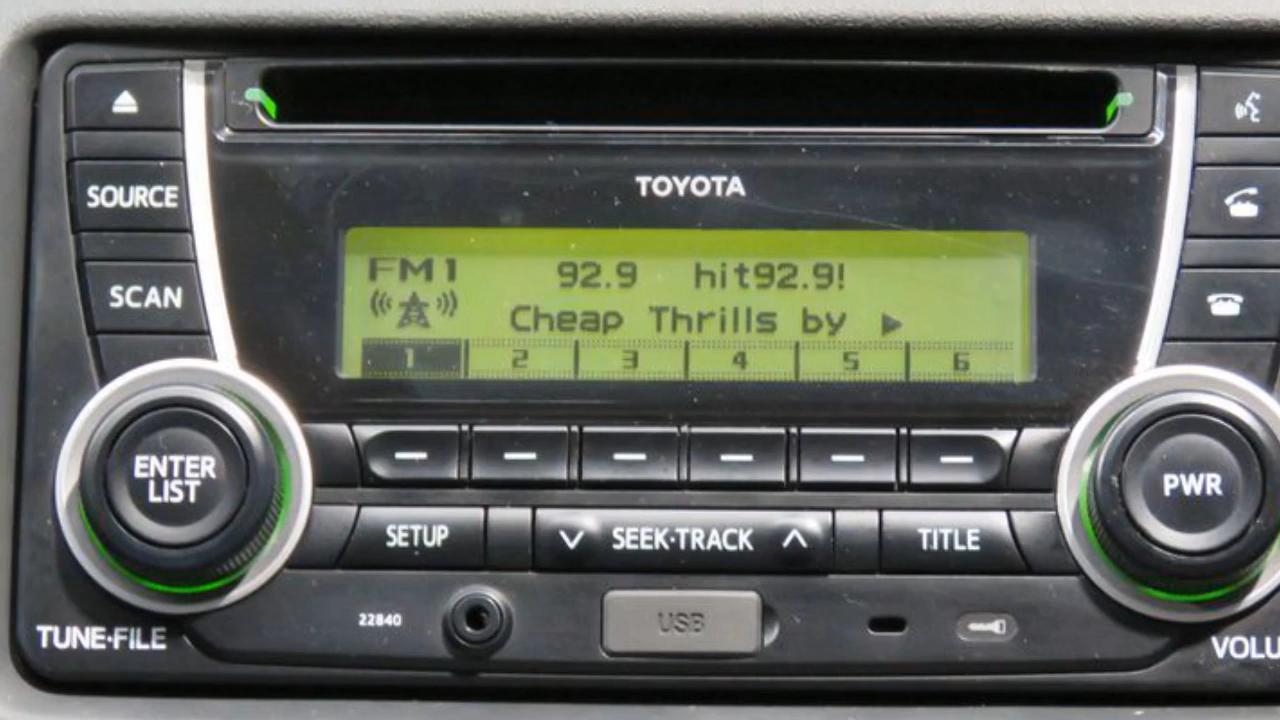 SOURCE
SCAN
ENTER
LIST
TUNE·FILE
TOYOTA
FM1 92.9 hit92.9!
Cheap Thrills by
1 2 3 4 5 6
SETUP
SEEK·TRACK
TITLE
22840
USB
PWR
VOLU